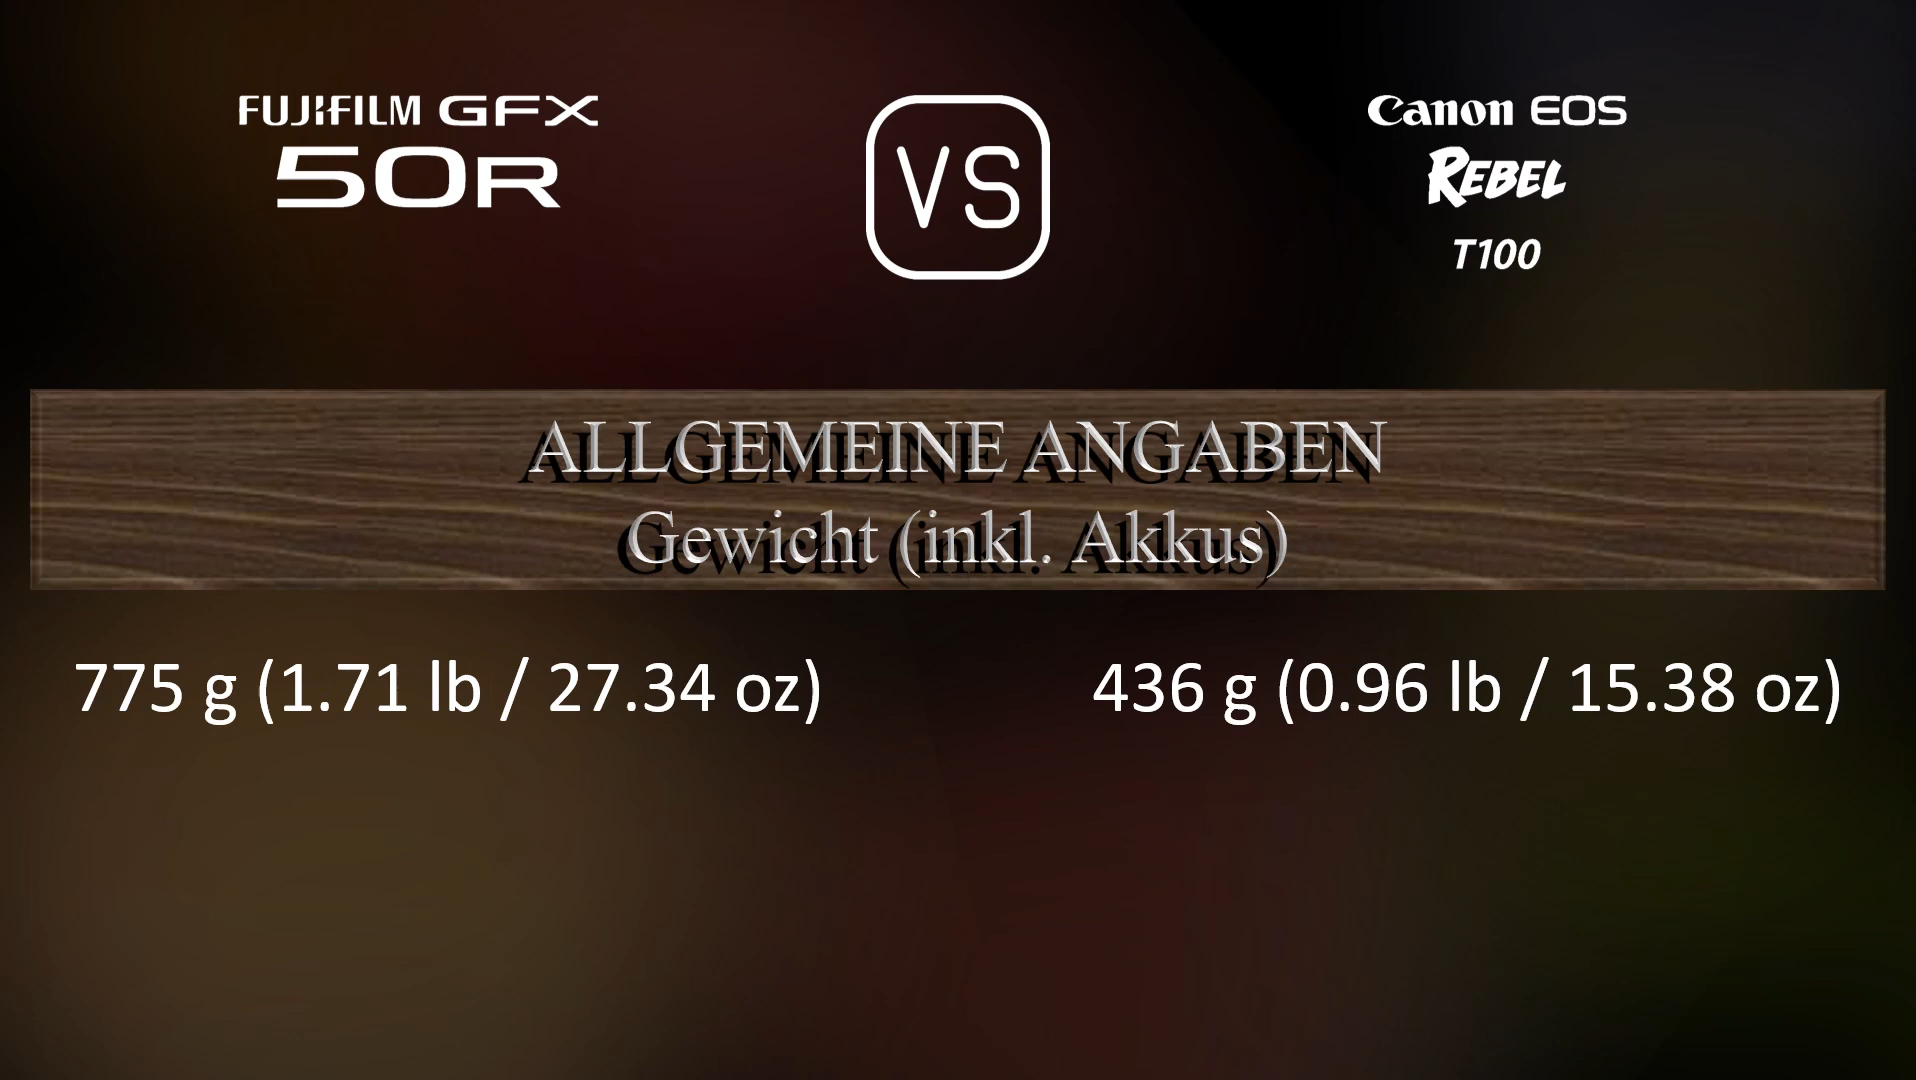 FUJIFILM GFX
50R
VS
Canon EOS
REBEL
T100
ALLGEMEINE ANGABEN
Gewicht (inkl. Akkus)
775 g (1.71 lb / 27.34 oz)
436 g (0.96 lb / 15.38 oz)